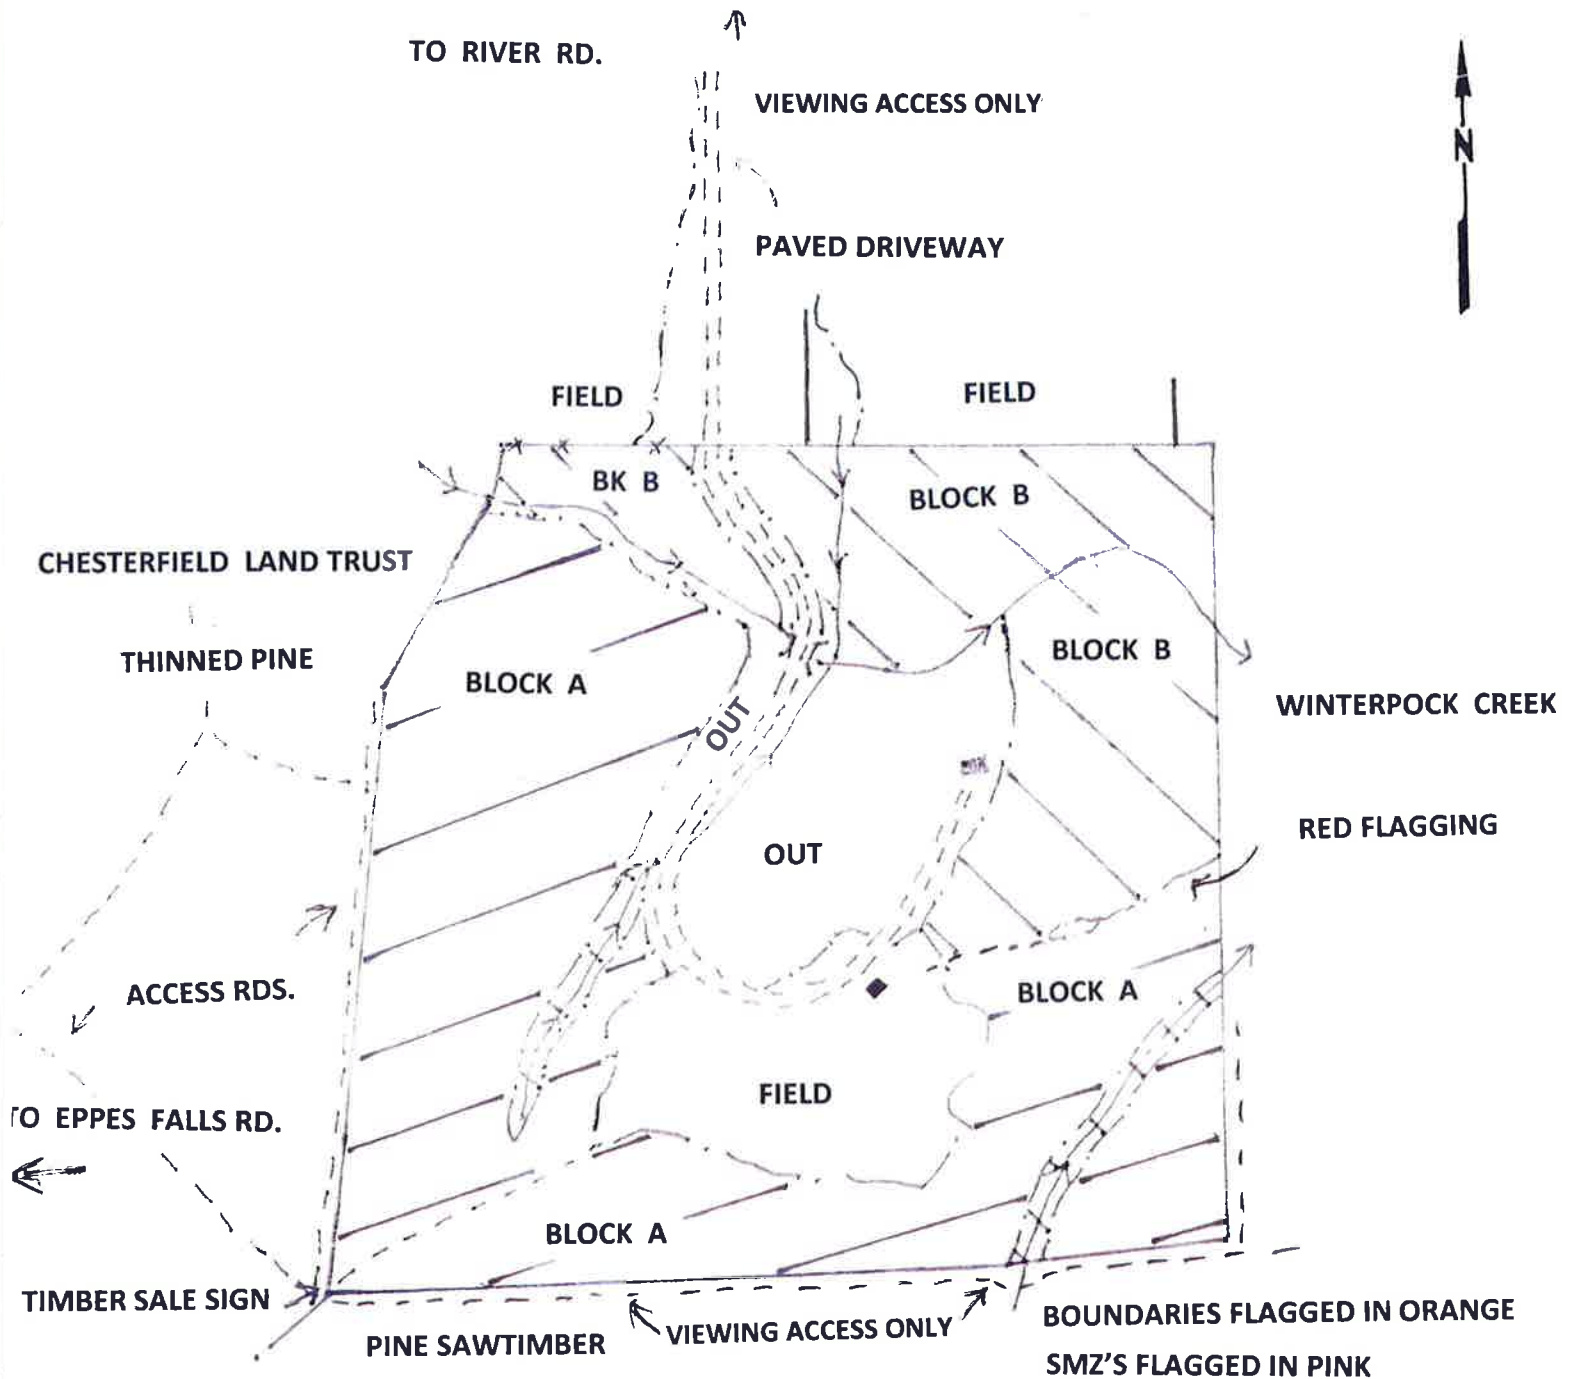 TO RIVER RD.
VIEWING ACCESS ONLY
N
PAVED DRIVEWAY
FIELD
FIELD
BK B
BLOCK B
CHESTERFIELD LAND TRUST
THINNED PINE
BLOCK A
BLOCK B
OUT
WINTERPOCK CREEK
RED FLAGGING
OUT
ACCESS RDS.
BLOCK A
FIELD
TO EPPES FALLS RD.
BLOCK A
TIMBER SALE SIGN
PINE SAWTIMBER
VIEWING ACCESS ONLY
BOUNDARIES FLAGGED IN ORANGE
SMZ'S FLAGGED IN PINK